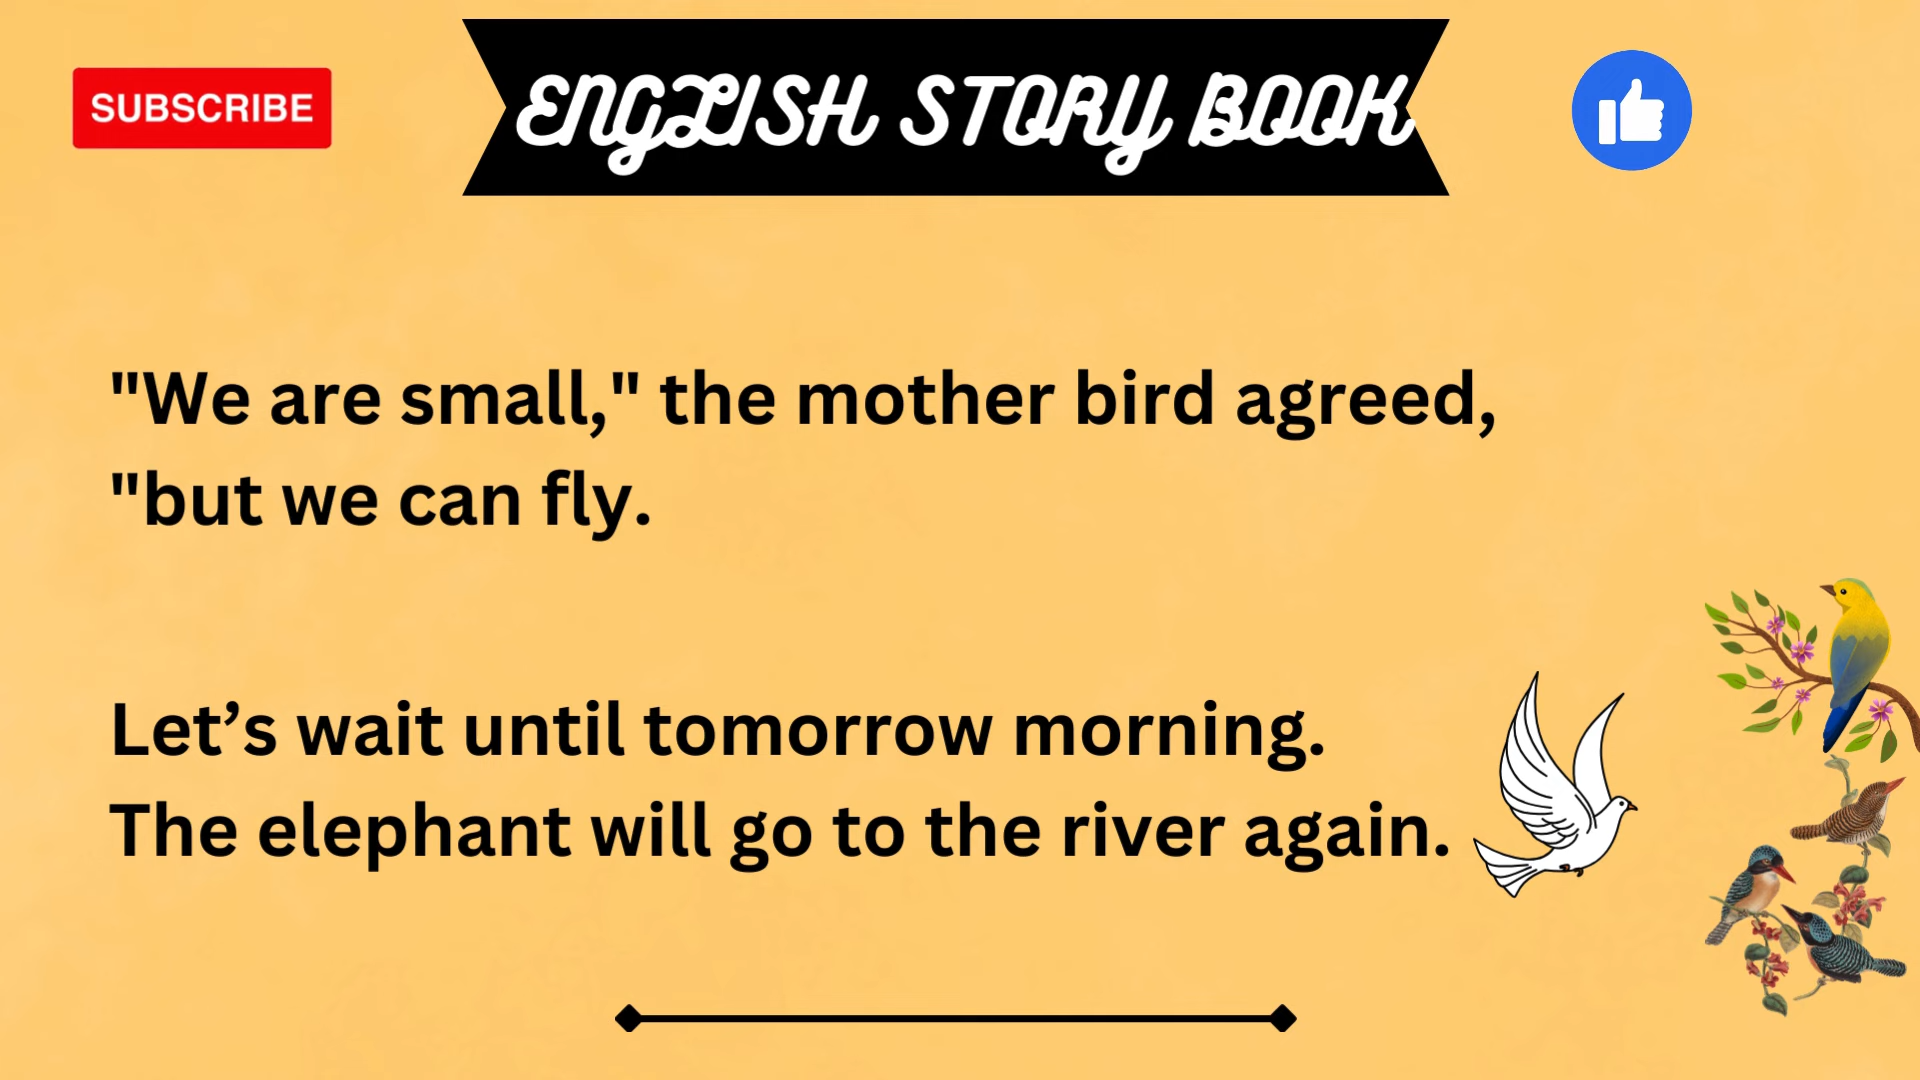 SUBSCRIBE
ENGLISH STORY BOOK
"We are small," the mother bird agreed,
"but we can fly.
Let’s wait until tomorrow morning.
The elephant will go to the river again.